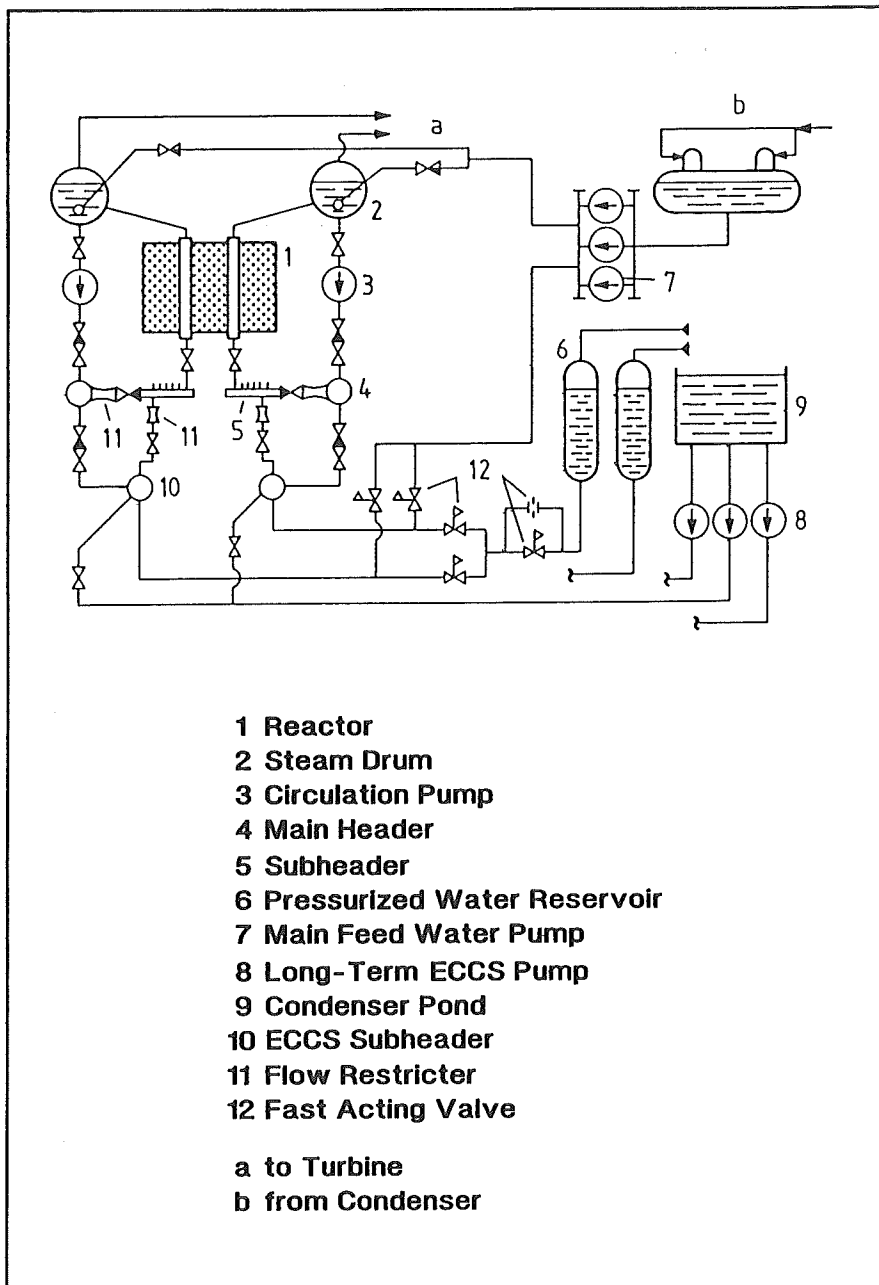 a
b
1
2
3
7
6
4
11
11
5
9
12
10
8
1 Reactor
2 Steam Drum
3 Circulation Pump
4 Main Header
5 Subheader
6 Pressurized Water Reservoir
7 Main Feed Water Pump
8 Long-Term ECCS Pump
9 Condenser Pond
10 ECCS Subheader
11 Flow Restricter
12 Fast Acting Valve
a to Turbine
b from Condenser